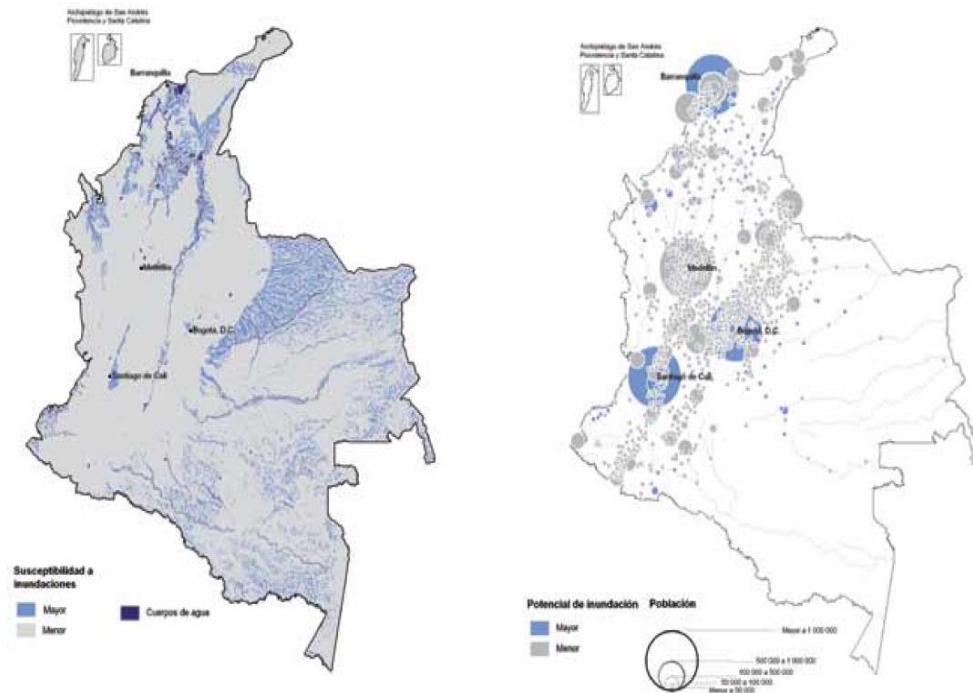 Archipiélago de San Andrés
Providencia y Santa Catalina
Barranquilla
Medellín
Bogotá, D.C.
Santiago de Cali
Susceptibilidad a
inundaciones
Mayor
Menor
Cuerpos de agua
Archipiélago de San Andrés
Providencia y Santa Catalina
Barranquilla
Medellín
Bogotá, D.C.
Santiago de Cali
Potencial de inundación
Mayor
Menor
Población
Mayor a 1 000 000
500 000 a 1 000 000
100 000 a 500 000
50 000 a 100 000
Menor a 50 000